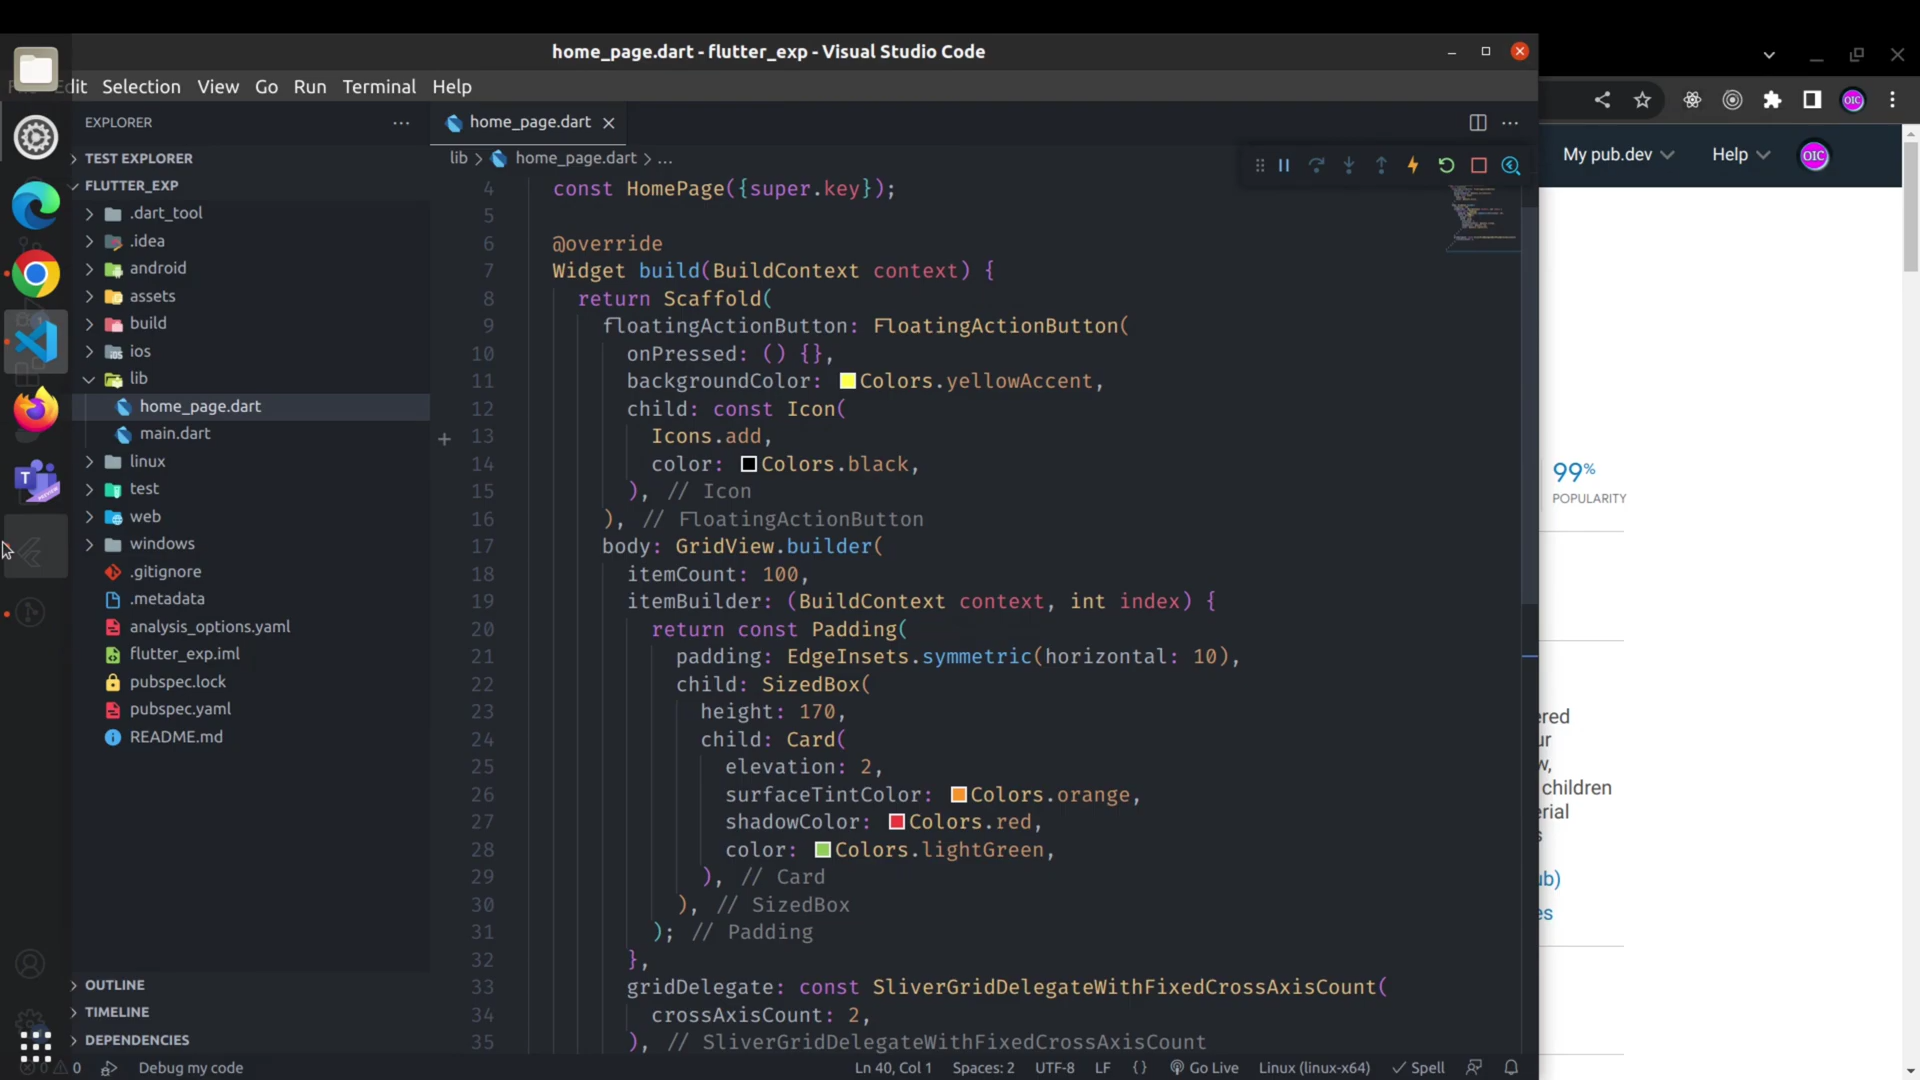 home_page.dart - flutter_exp - Visual Studio Code
Edit Selection View Go Run Terminal Help
EXPLORER
TEST EXPLORER
FLUTTER_EXP
.dart_tool
.idea
android
assets
build
ios
lib
home_page.dart
main.dart
linux
test
web
windows
.gitignore
.metadata
analysis_options.yaml
flutter_exp.iml
pubspec.lock
pubspec.yaml
README.md
OUTLINE
TIMELINE
DEPENDENCIES
home_page.dart
lib > home_page.dart > ...
4 const HomePage({super.key});
5
6 @override
7 Widget build(BuildContext context) {
8 return Scaffold(
9 floatingActionButton: FloatingActionButton(
10 onPressed: () {},
11 backgroundColor: Colors.yellowAccent,
12 child: const Icon(
13 Icons.add,
14 color: Colors.black,
15 ), // Icon
16 ), // FloatingActionButton
17 body: GridView.builder(
18 itemCount: 100,
19 itemBuilder: (BuildContext context, int index) {
20 return const Padding(
21 padding: EdgeInsets.symmetric(horizontal: 10),
22 child: SizedBox(
23 height: 170,
24 child: Card(
25 elevation: 2,
26 surfaceTintColor: Colors.orange,
27 shadowColor: Colors.red,
28 color: Colors.lightGreen,
29 ), // Card
30 ), // SizedBox
31 ); // Padding
32 },
33 gridDelegate: const SliverGridDelegateWithFixedCrossAxisCount(
34 crossAxisCount: 2,
35 ), // SliverGridDelegateWithFixedCrossAxisCount
0 Debug my code Ln 40, Col 1 Spaces: 2 UTF-8 LF {} Go Live Linux (linux-x64) Spell
OIC
My pub.dev Help OIC
99%
POPULARITY
ered
ur
w,
children
erial
s
ub)
es